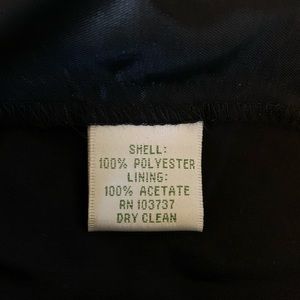 SHELL:
100% POLYESTER
LINING:
100% ACETATE
RN 103737
DRY CLEAN